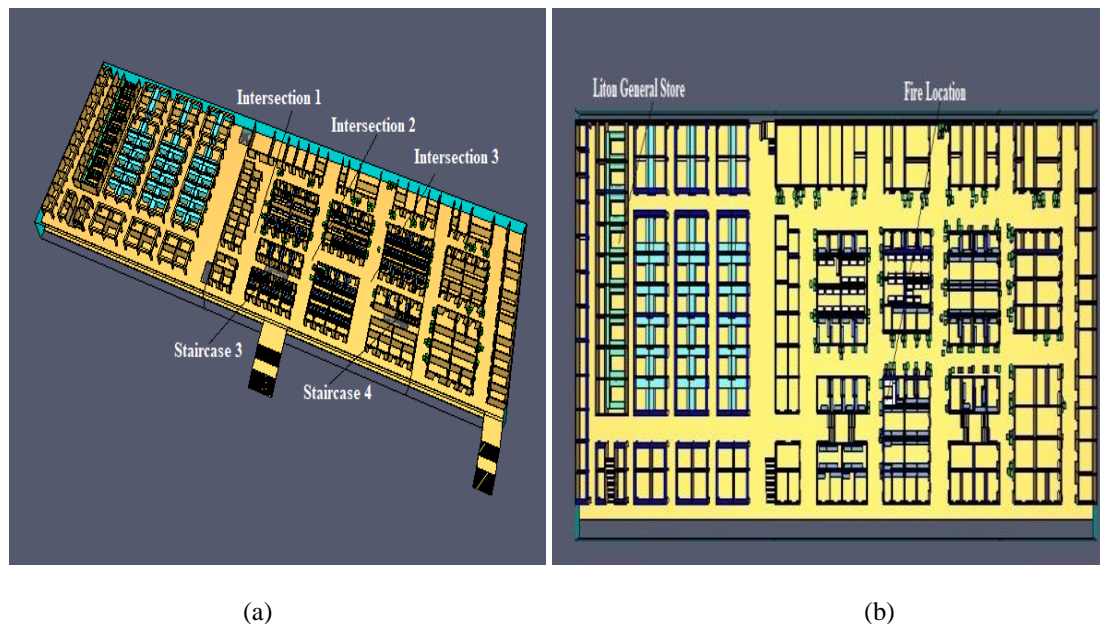 Intersection 1
Intersection 2
Intersection 3
Staircase 3
Staircase 4
Liton General Store
Fire Location
(a)
(b)